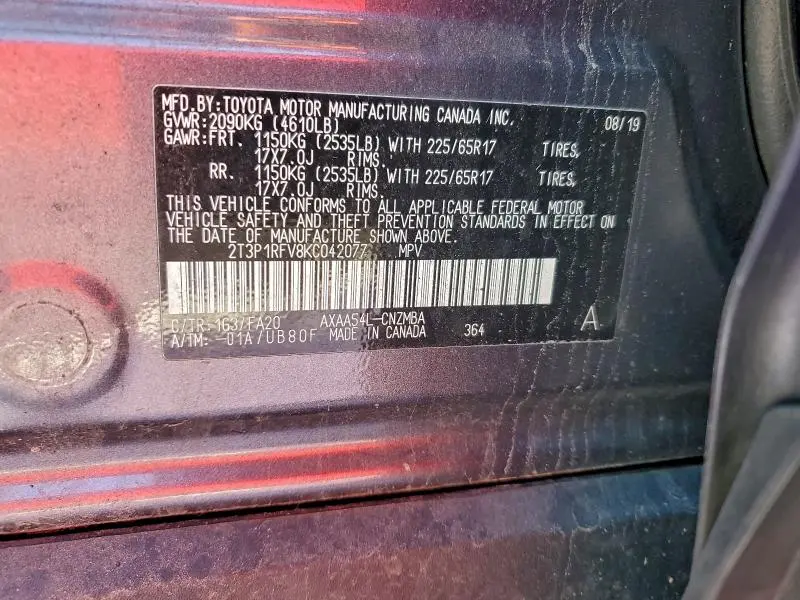 MFD.BY:TOYOTA MOTOR MANUFACTURING CANADA INC. 08/19
GVWR:2090KG (4610LB)
GAWR:FRT. 1150KG (2535LB) WITH 225/65R17 TIRES,
17X7.0J RIMS,
RR. 1150KG (2535LB) WITH 225/65R17 TIRES,
17X7.0J RIMS,
THIS VEHICLE CONFORMS TO ALL APPLICABLE FEDERAL MOTOR
VEHICLE SAFETY AND THEFT PREVENTION STANDARDS IN EFFECT ON
THE DATE OF MANUFACTURE SHOWN ABOVE.
2T3P1RFV8KC042077 MPV
C/TR:163/FA20 AXAA54L-CNZMBA
A/TM: -01A/UB80F MADE IN CANADA 364 A